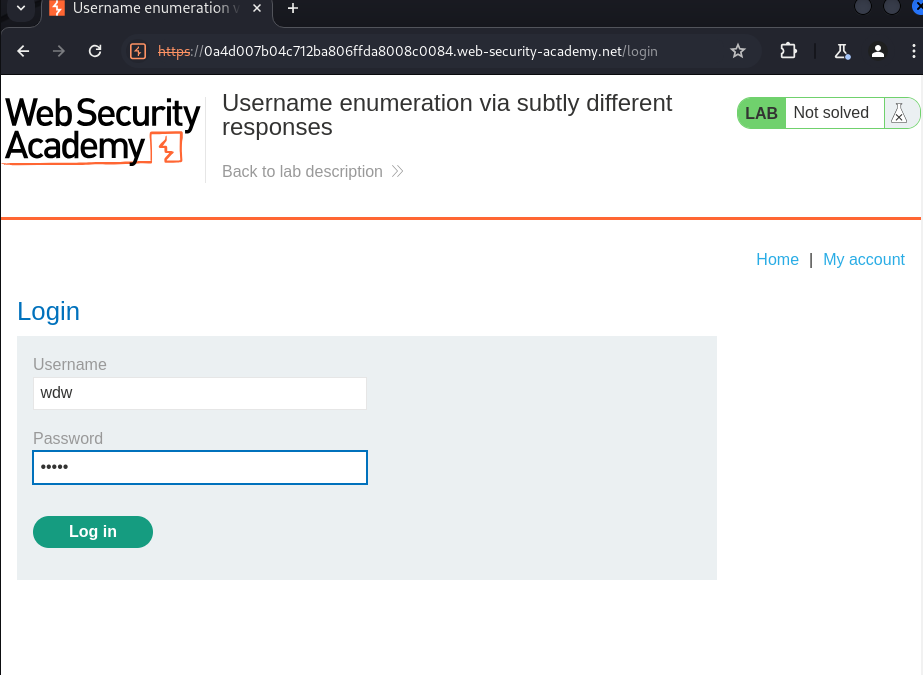 Username enumeration v
https://0a4d007b04c712ba806ffda8008c0084.web-security-academy.net/login
Web Security
Academy
Username enumeration via subtly different
responses
Back to lab description
LAB Not solved
Home | My account
Login
Username
wdw
Password
•••••
Log in